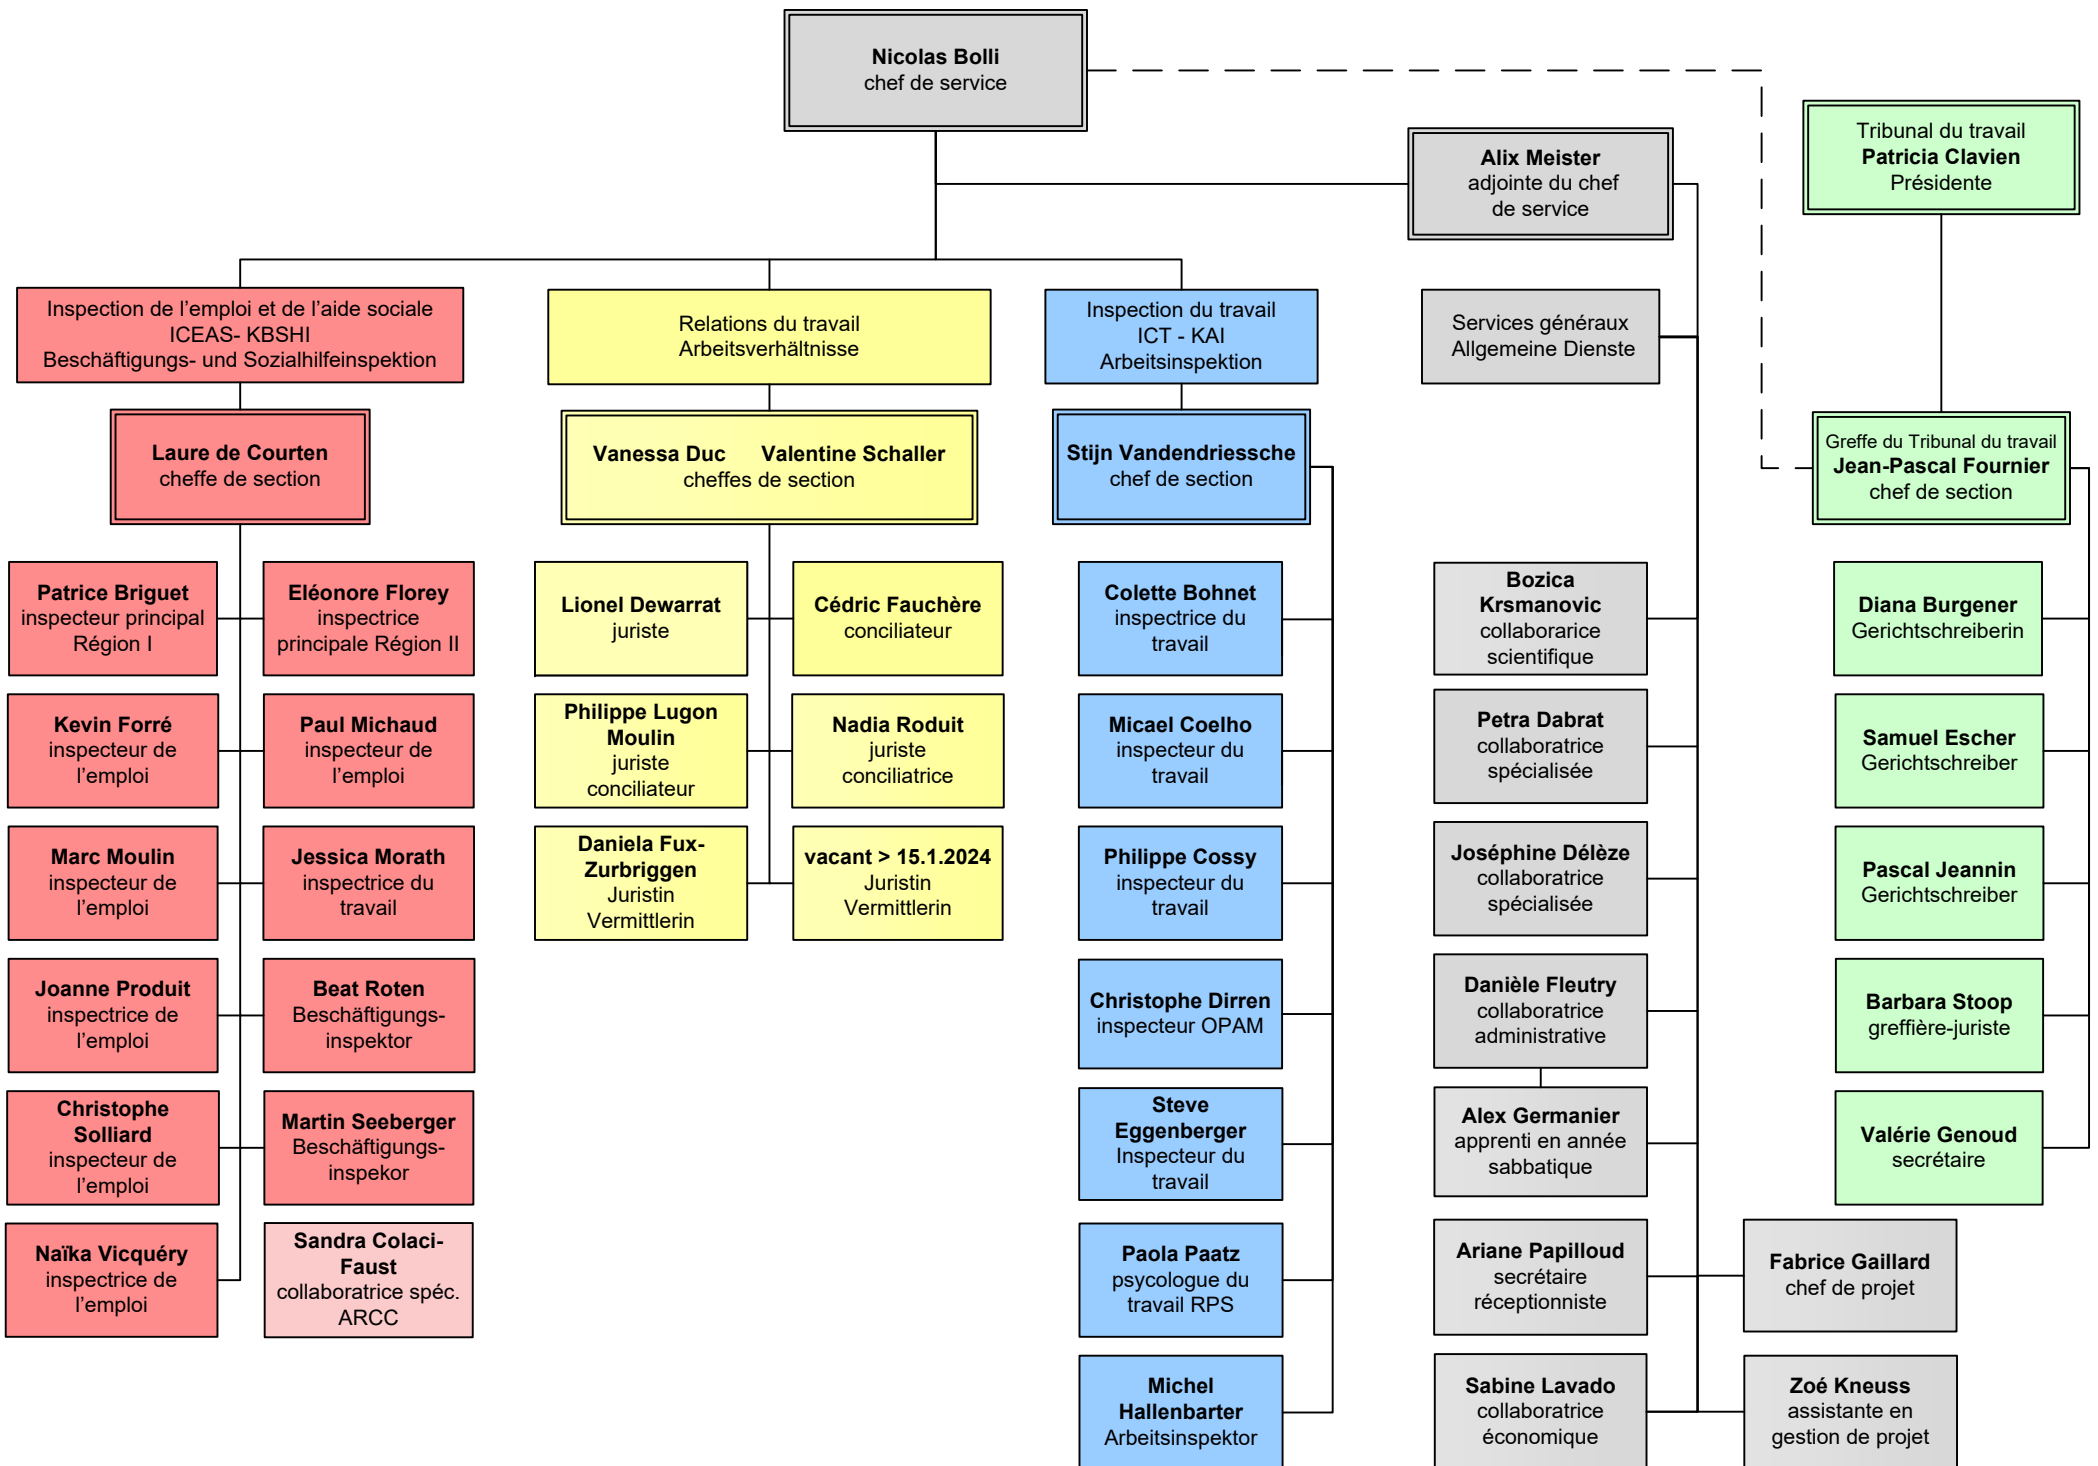 Nicolas Bolli
chef de service
Alix Meister
adjointe du chef
de service
Tribunal du travail
Patricia Clavien
Présidente
Inspection de l'emploi et de l'aide sociale
ICEAS- KBSHI
Beschäftigungs- und Sozialhilfeinspektion
Relations du travail
Arbeitsverhältnisse
Inspection du travail
ICT - KAI
Arbeitsinspektion
Services généraux
Allgemeine Dienste
Laure de Courten
cheffe de section
Vanessa Duc Valentine Schaller
cheffes de section
Stijn Vandendriessche
chef de section
Greffe du Tribunal du travail
Jean-Pascal Fournier
chef de section
Patrice Briguet
inspecteur principal
Région I
Eléonore Florey
inspectrice
principale Région II
Kevin Forré
inspecteur de
l'emploi
Paul Michaud
inspecteur de
l'emploi
Marc Moulin
inspecteur de
l'emploi
Jessica Morath
inspectrice du
travail
Joanne Produit
inspectrice de
l'emploi
Beat Roten
Beschäftigungs-
inspektor
Christophe
Solliard
inspecteur de
l'emploi
Martin Seeberger
Beschäftigungs-
inspekor
Naïka Vicquéry
inspectrice de
l'emploi
Sandra Colaci-
Faust
collaboratrice spéc.
ARCC
Lionel Dewarrat
juriste
Cédric Fauchère
conciliateur
Philippe Lugon
Moulin
juriste
conciliateur
Nadia Roduit
juriste
conciliatrice
Daniela Fux-
Zurbriggen
Juristin
Vermittlerin
vacant > 15.1.2024
Juristin
Vermittlerin
Colette Bohnet
inspectrice du
travail
Micael Coelho
inspecteur du
travail
Philippe Cossy
inspecteur du
travail
Christophe Dirren
inspecteur OPAM
Steve
Eggenberger
Inspecteur du
travail
Paola Paatz
psycologue du
travail RPS
Michel
Hallenbarter
Arbeitsinspektor
Bozica
Krsmanovic
collaborarice
scientifique
Petra Dabrat
collaboratrice
spécialisée
Joséphine Délèze
collaboratrice
spécialisée
Danièle Fleutry
collaboratrice
administrative
Alex Germanier
apprenti en année
sabbatique
Ariane Papilloud
secrétaire
réceptionniste
Fabrice Gaillard
chef de projet
Sabine Lavado
collaboratrice
économique
Zoé Kneuss
assistante en
gestion de projet
Diana Burgener
Gerichtschreiberin
Samuel Escher
Gerichtschreiber
Pascal Jeannin
Gerichtschreiber
Barbara Stoop
greffière-juriste
Valérie Genoud
secrétaire